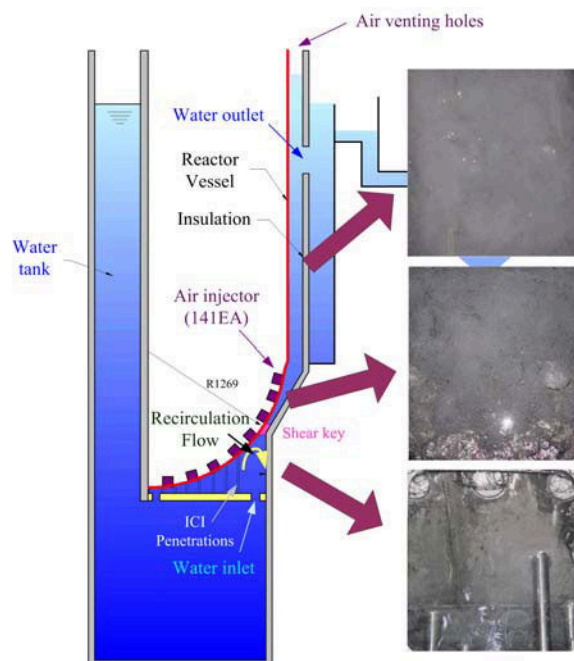 Air venting holes
Water outlet
Reactor
Vessel
Insulation
Water
tank
Air injector
(141EA)
R1269
Recirculation
Flow
Shear key
ICI
Penetrations
Water inlet